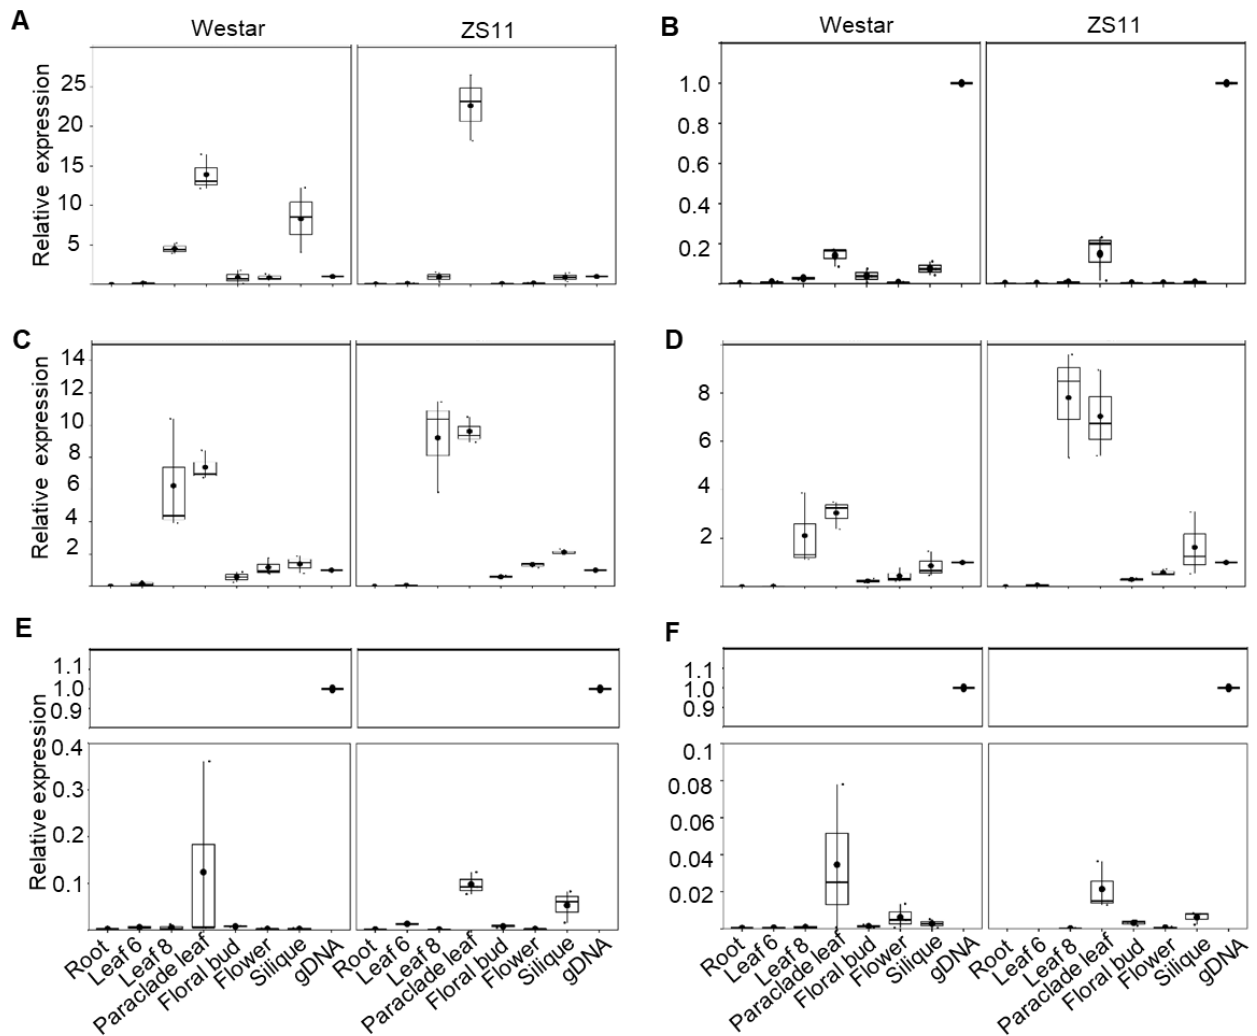 A
Westar
ZS11
Relative expression
25
20
15
10
5
B
Westar
ZS11
1.0
0.8
0.6
0.4
0.2
C
Relative expression
14
12
10
8
6
4
2
D
8
6
4
2
E
Relative expression
1.1
1.0
0.9
0.4
0.3
0.2
0.1
Root
Leaf 6
Leaf 8
Paraclade leaf
Floral bud
Flower
Silique
gDNA
Root
Leaf 6
Leaf 8
Paraclade leaf
Floral bud
Flower
Silique
gDNA
F
1.1
1.0
0.9
0.1
0.08
0.06
0.04
0.02
Root
Leaf 6
Leaf 8
Paraclade leaf
Floral bud
Flower
Silique
gDNA
Root
Leaf 6
Leaf 8
Paraclade leaf
Floral bud
Flower
Silique
gDNA